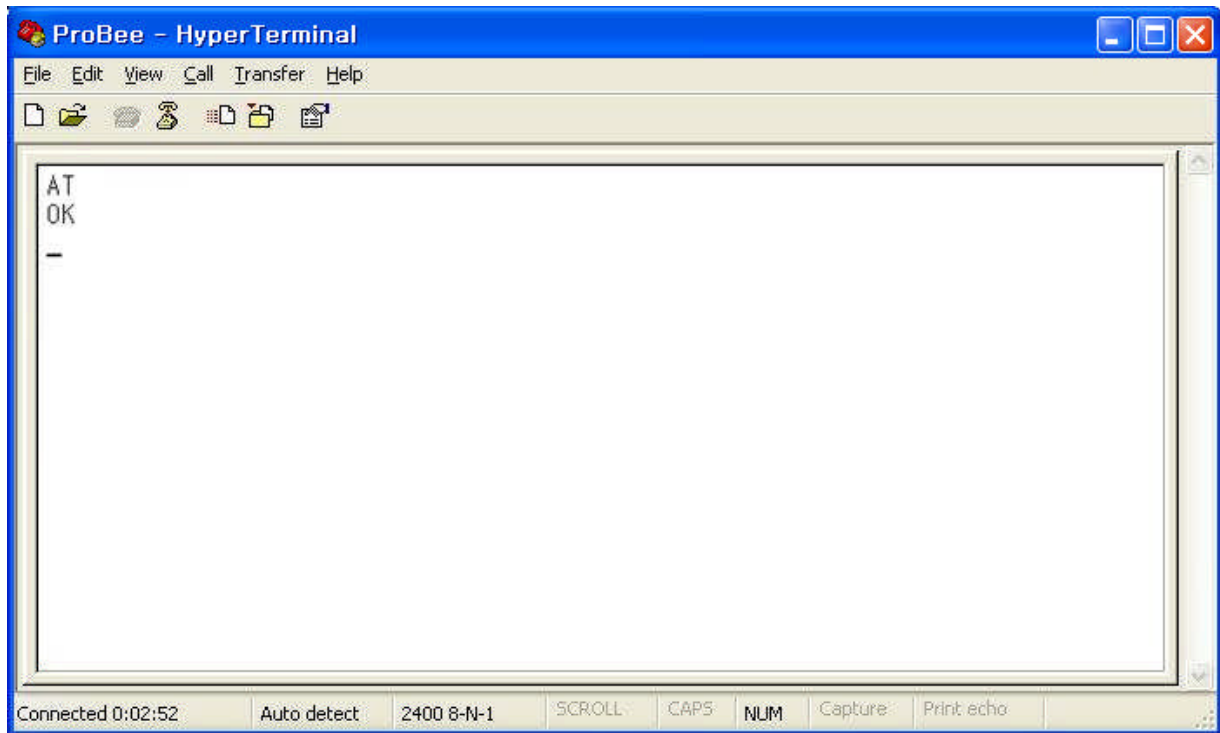 ProBee - HyperTerminal
File Edit View Call Transfer Help
AT
OK
_
Connected 0:02:52 Auto detect 2400 8-N-1 SCROLL CAPS NUM Capture Print echo